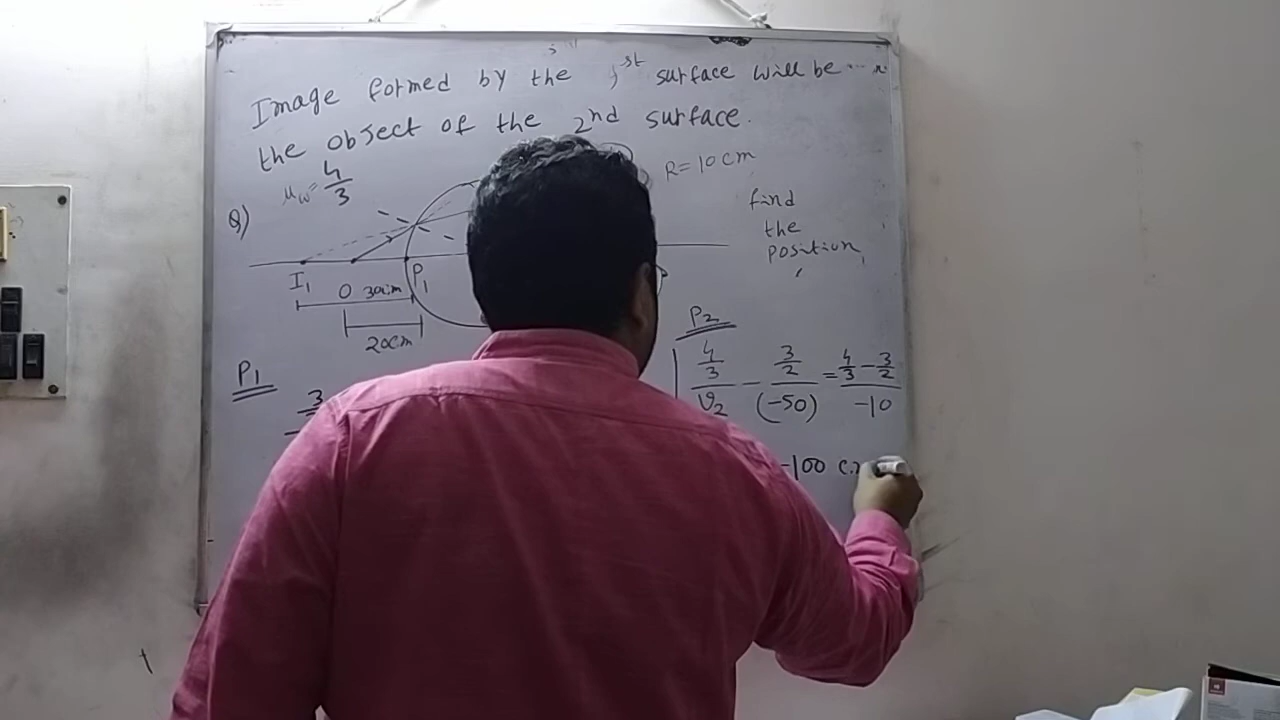 Image formed by the 1st surface will be
the object of the 2nd surface.
μw = 4/3
R = 10 cm
Q)
find
the
position
I1 O P1
30cm
20cm
P1
P2
3
(4/3)/v2 - (3/2)/(-50) = (4/3 - 3/2)/-10
-100 cm